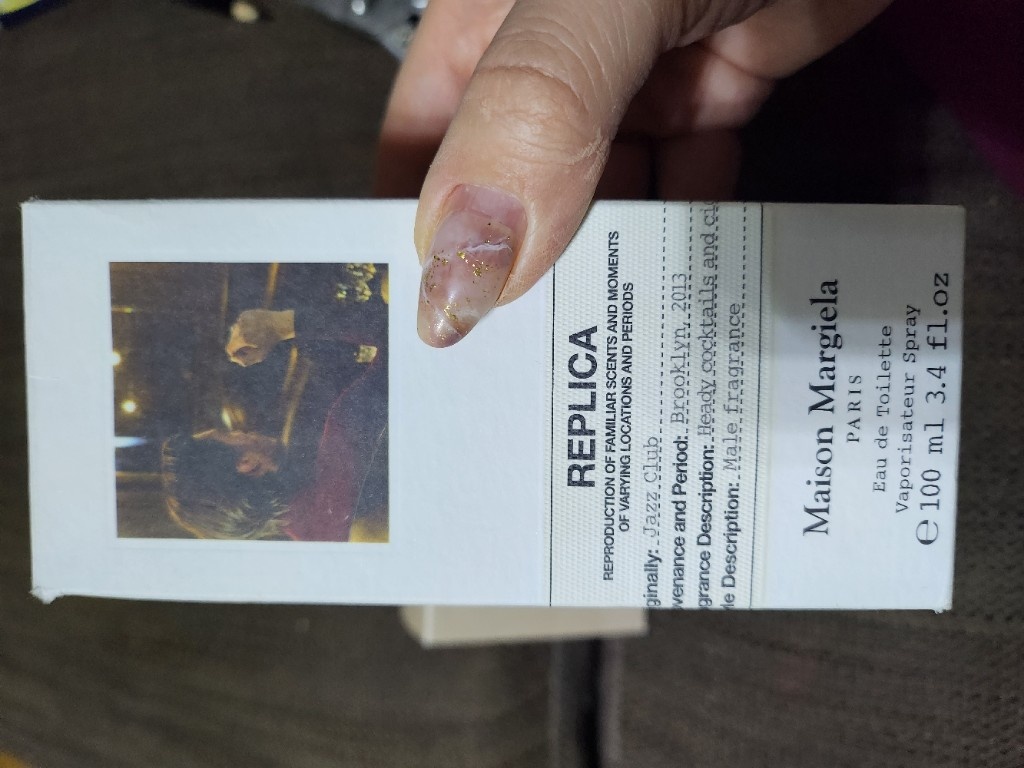 REPLICA
REPRODUCTION OF FAMILIAR SCENTS AND MOMENTS
OF VARYING LOCATIONS AND PERIODS
ginally: Jazz Club
venance and Period: Brooklyn, 2013
grance Description: Heady cocktails and ci
le Description: Male fragrance
Maison Margiela
PARIS
Eau de Toilette
Vaporisateur Spray
℮ 100 ml 3.4 fl.oz